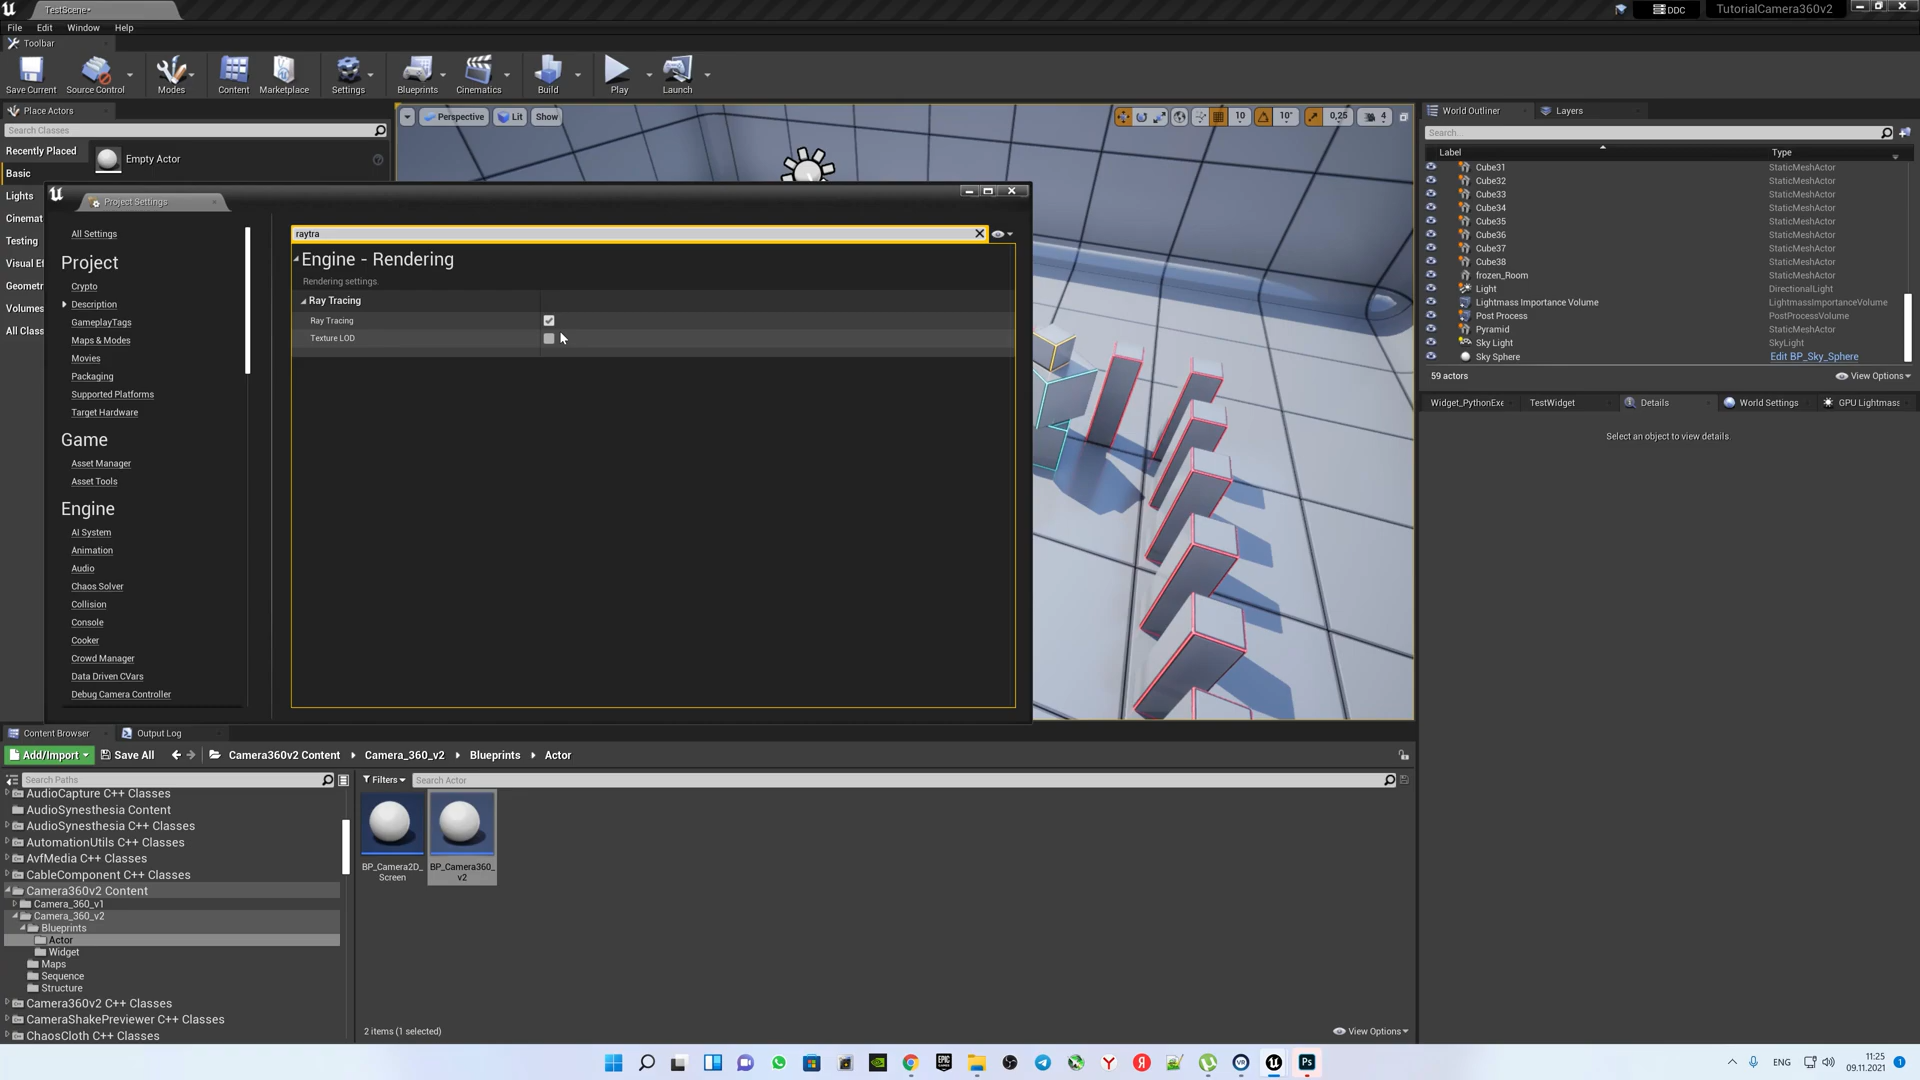 TestScene*
DDC
TutorialCamera360v2
File Edit Window Help
Toolbar
Save Current
Source Control
Modes
Content
Marketplace
Settings
Blueprints
Cinematics
Build
Play
Launch
Place Actors
Search Classes
Recently Placed
Basic
Lights
Cinemat
Testing
Visual Ef
Geometr
Volumes
All Class
Empty Actor
Perspective
Lit
Show
10
10°
0,25
4
Project Settings
All Settings
Project
Crypto
Description
GameplayTags
Maps & Modes
Movies
Packaging
Supported Platforms
Target Hardware
Game
Asset Manager
Asset Tools
Engine
AI System
Animation
Audio
Chaos Solver
Collision
Console
Cooker
Crowd Manager
Data Driven CVars
Debug Camera Controller
raytra
Engine - Rendering
Rendering settings.
Ray Tracing
Ray Tracing
Texture LOD
World Outliner
Layers
Search...
Label Type
Cube31 StaticMeshActor
Cube32 StaticMeshActor
Cube33 StaticMeshActor
Cube34 StaticMeshActor
Cube35 StaticMeshActor
Cube36 StaticMeshActor
Cube37 StaticMeshActor
Cube38 StaticMeshActor
frozen_Room StaticMeshActor
Light DirectionalLight
Lightmass Importance Volume LightmassImportanceVolume
Post Process PostProcessVolume
Pyramid StaticMeshActor
Sky Light SkyLight
Sky Sphere Edit BP_Sky_Sphere
59 actors
View Options
Widget_PythonExe
TestWidget
Details
World Settings
GPU Lightmass
Select an object to view details.
Content Browser
Output Log
Add/Import
Save All
Camera360v2 Content
Camera_360_v2
Blueprints
Actor
Search Paths
AudioCapture C++ Classes
AudioSynesthesia Content
AudioSynesthesia C++ Classes
AutomationUtils C++ Classes
AvfMedia C++ Classes
CableComponent C++ Classes
Camera360v2 Content
Camera_360_v1
Camera_360_v2
Blueprints
Actor
Widget
Maps
Sequence
Structure
Camera360v2 C++ Classes
CameraShakePreviewer C++ Classes
ChaosCloth C++ Classes
Filters
Search Actor
BP_Camera2D_
Screen
BP_Camera360_
v2
2 items (1 selected)
View Options
EPIC
GAMES
Y
Я
VR
Ps
ENG
11:25
09.11.2021
1